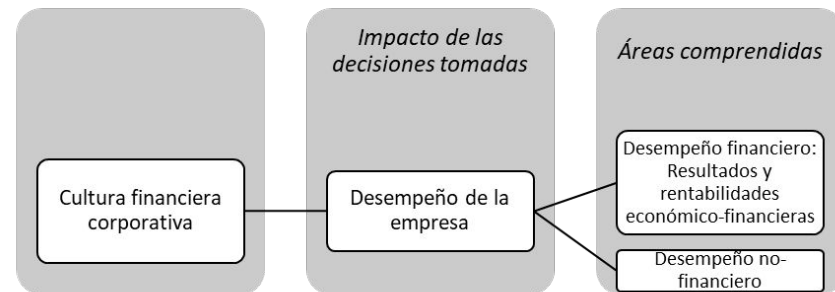 Impacto de las
decisiones tomadas
Áreas comprendidas
Cultura financiera
corporativa
Desempeño de la
empresa
Desempeño financiero:
Resultados y
rentabilidades
económico-financieras
Desempeño no-
financiero